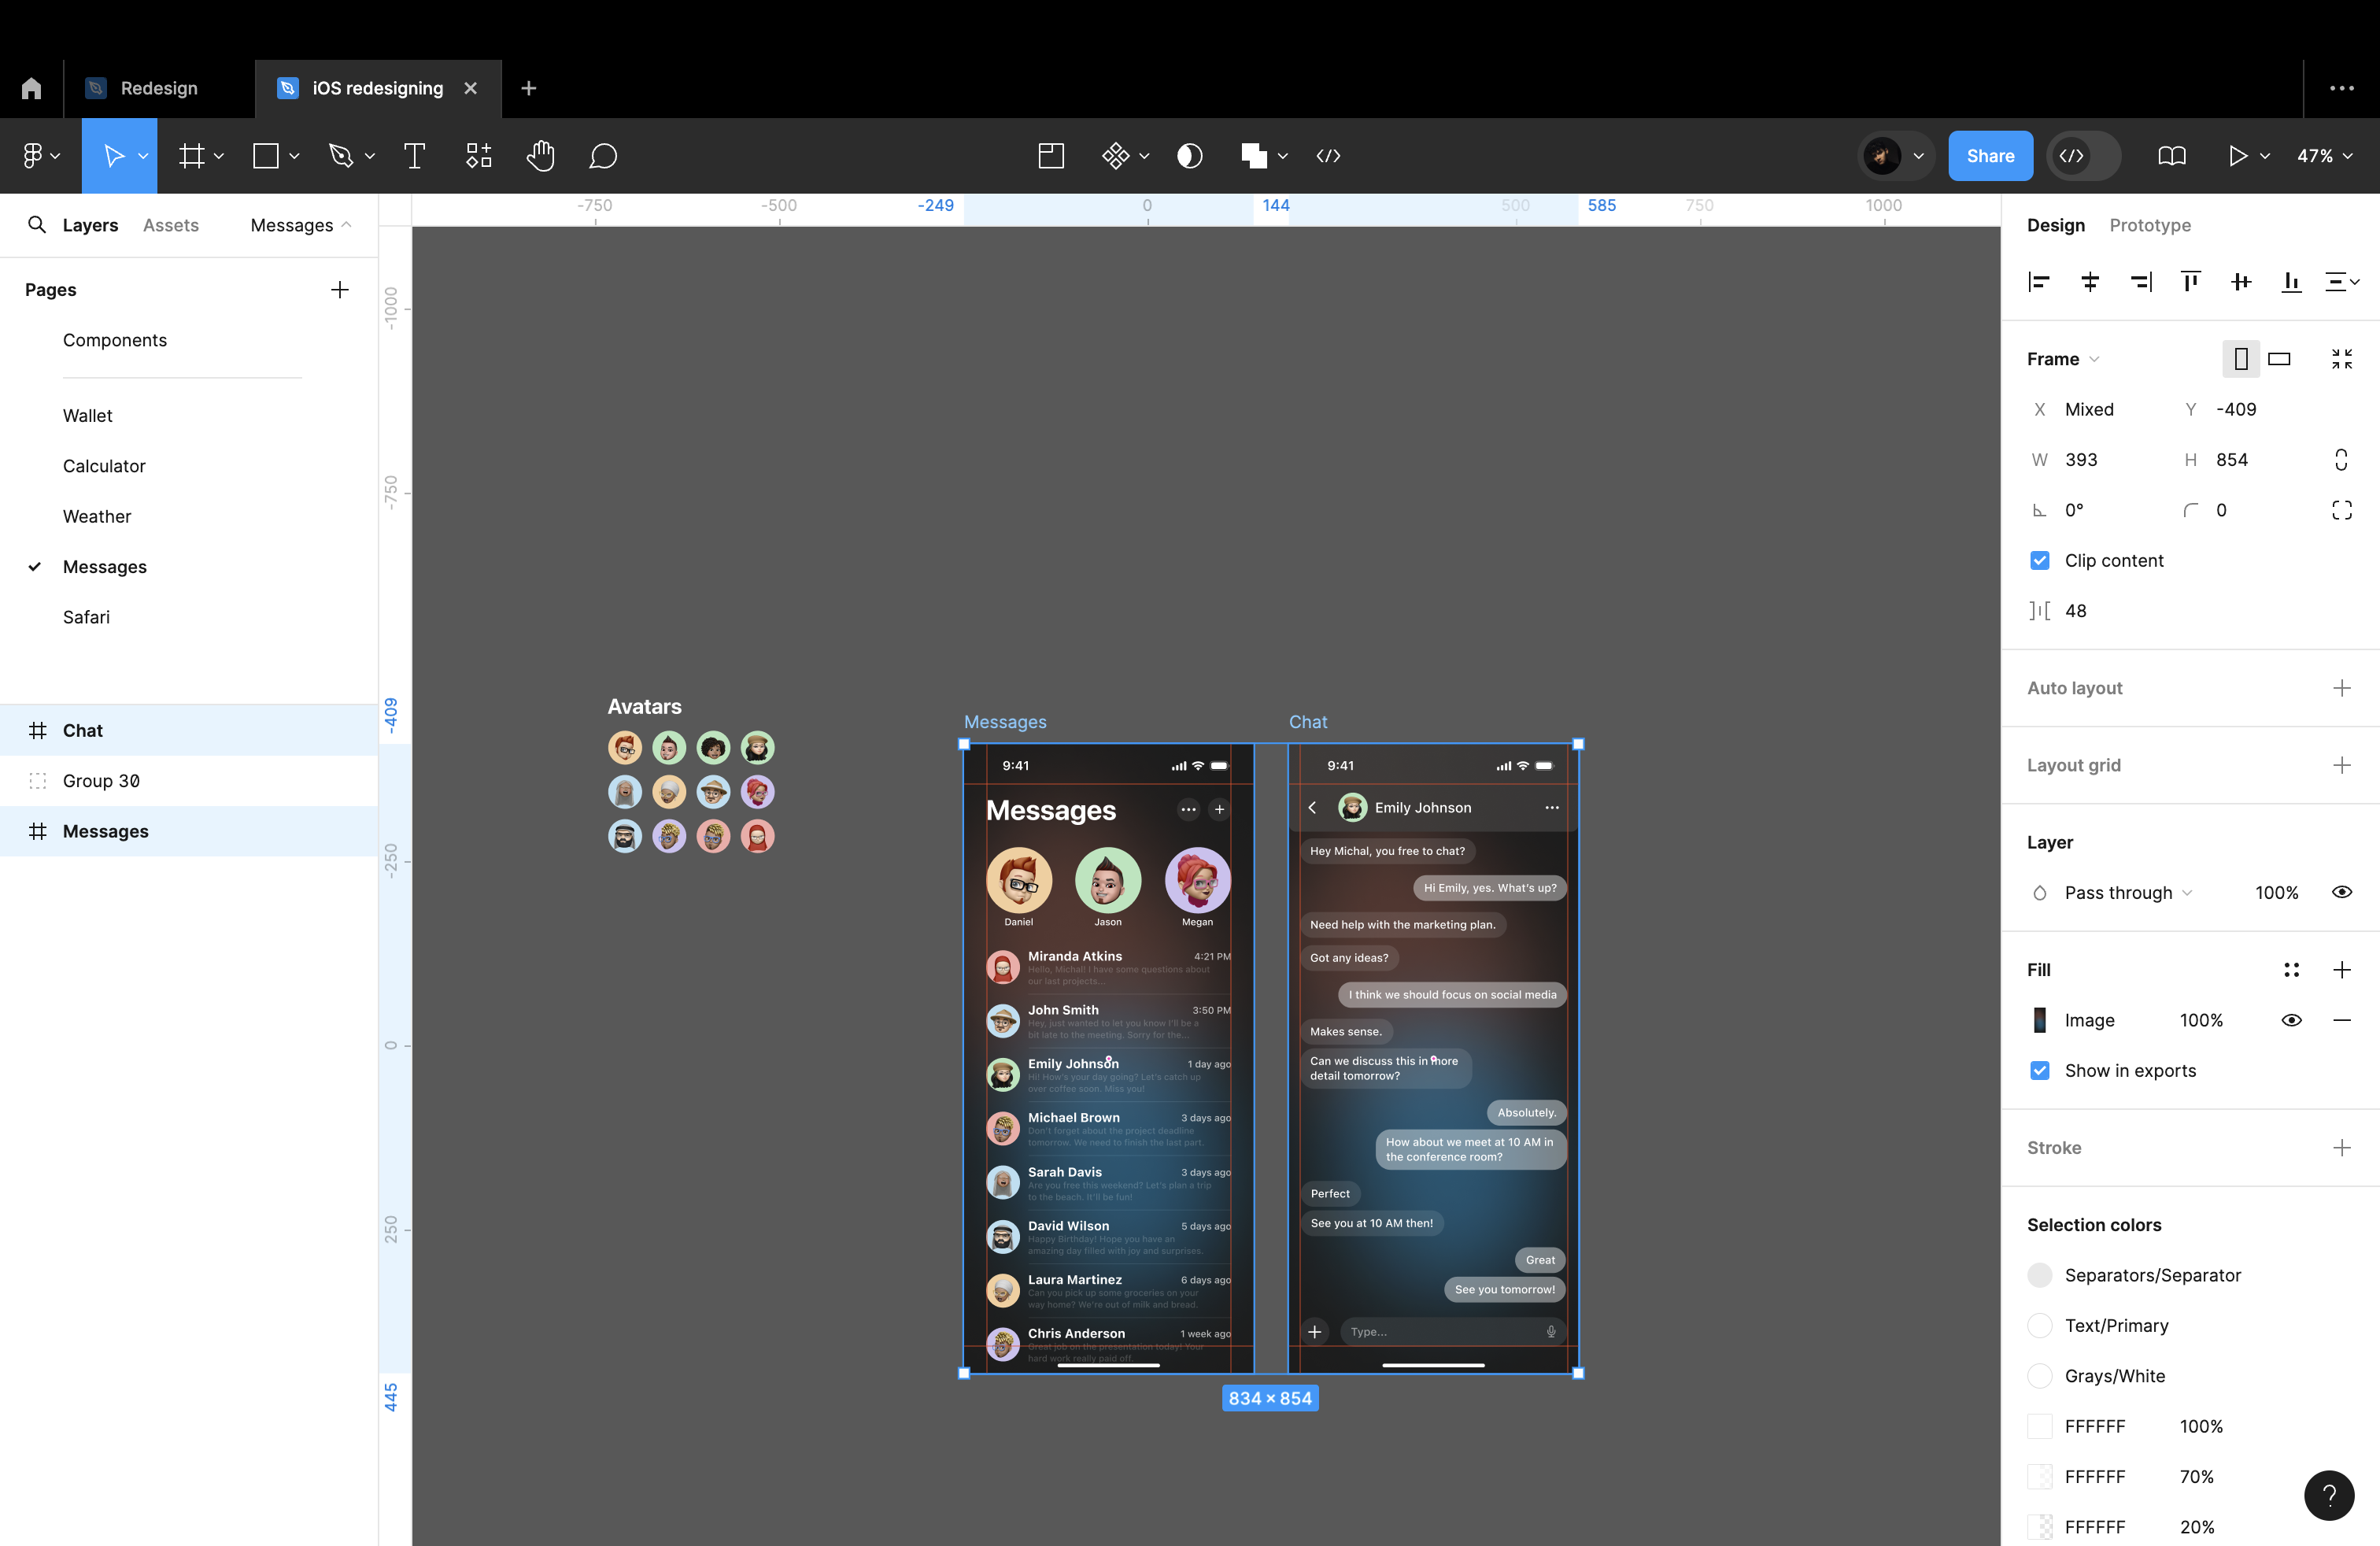 Redesign
iOS redesigning
Share
47%
Layers
Assets
Messages
Pages
Components
Wallet
Calculator
Weather
Messages
Safari
Chat
Group 30
Messages
-750
-500
-249
0
144
500
585
750
1000
-1000
-750
-409
-250
0
250
445
Avatars
Messages
9:41
Messages
Daniel
Jason
Megan
Miranda Atkins
4:21 PM
Hello, Michal! I have some questions about
our last projects...
John Smith
3:50 PM
Hey, just wanted to let you know I'll be a
bit late to the meeting. Sorry for the...
Emily Johnson
1 day ago
Hi! How's your day going? Let's catch up
over coffee soon. Miss you!
Michael Brown
3 days ago
Don't forget about the project deadline
tomorrow. We need to finish the last part.
Sarah Davis
3 days ago
Are you free this weekend? Let's plan a trip
to the beach. It'll be fun!
David Wilson
5 days ago
Happy Birthday! Hope you have an
amazing day filled with joy and surprises.
Laura Martinez
6 days ago
Can you pick up some groceries on your
way home? We're out of milk and bread.
Chris Anderson
1 week ago
Great job on the presentation today! Your
hard work really paid off.
Chat
9:41
Emily Johnson
Hey Michal, you free to chat?
Hi Emily, yes. What's up?
Need help with the marketing plan.
Got any ideas?
I think we should focus on social media
Makes sense.
Can we discuss this in more
detail tomorrow?
Absolutely.
How about we meet at 10 AM in
the conference room?
Perfect
See you at 10 AM then!
Great
See you tomorrow!
Type...
834 × 854
Design
Prototype
Frame
X Mixed
Y -409
W 393
H 854
0°
0
Clip content
48
Auto layout
Layout grid
Layer
Pass through
100%
Fill
Image
100%
Show in exports
Stroke
Selection colors
Separators/Separator
Text/Primary
Grays/White
FFFFFF 100%
FFFFFF 70%
FFFFFF 20%
?